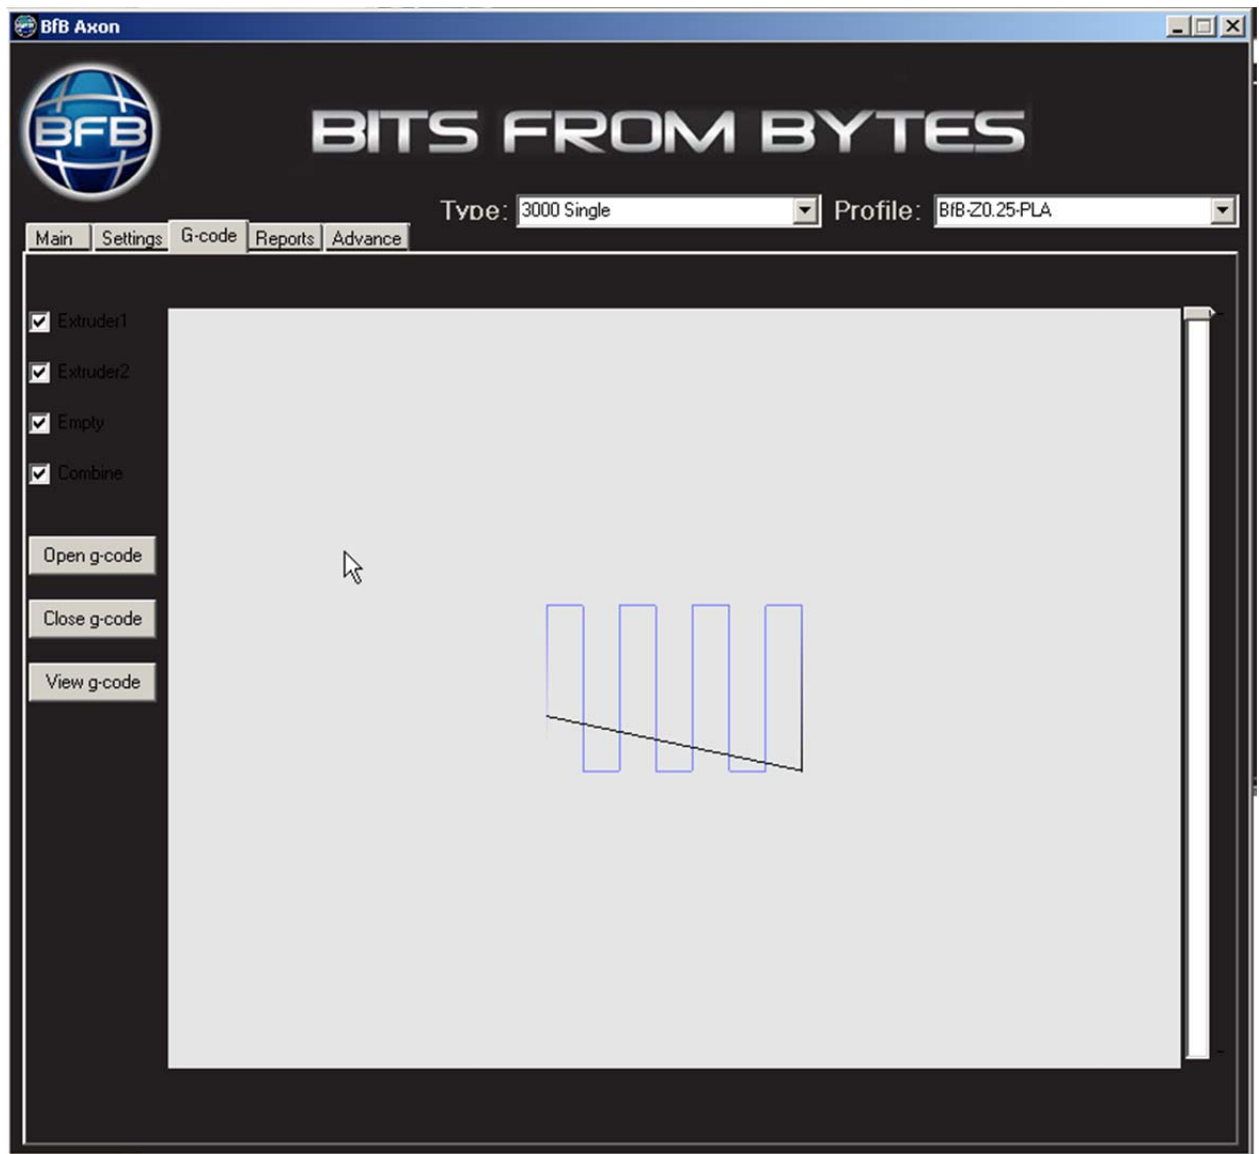 BfB Axon
BFB
BITS FROM BYTES
Type: 3000 Single Profile: BfB-Z0.25-PLA
Main Settings G-code Reports Advance
Extruder1
Extruder2
Empty
Combine
Open g-code
Close g-code
View g-code